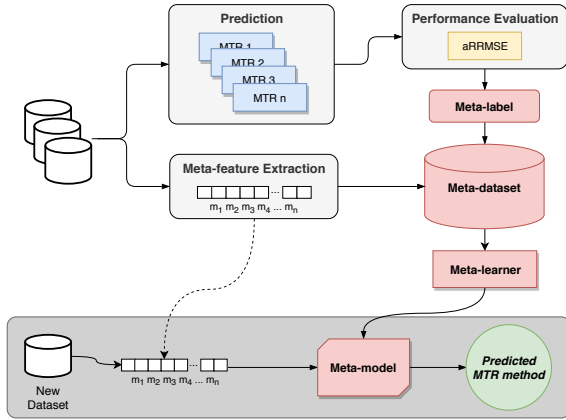 Prediction
MTR 1
MTR 2
MTR 3
MTR n
Performance Evaluation
aRRMSE
Meta-label
Meta-feature Extraction
...
m1 m2 m3 m4 ... mn
Meta-dataset
Meta-learner
New
Dataset
...
m1 m2 m3 m4 ... mn
Meta-model
Predicted
MTR method